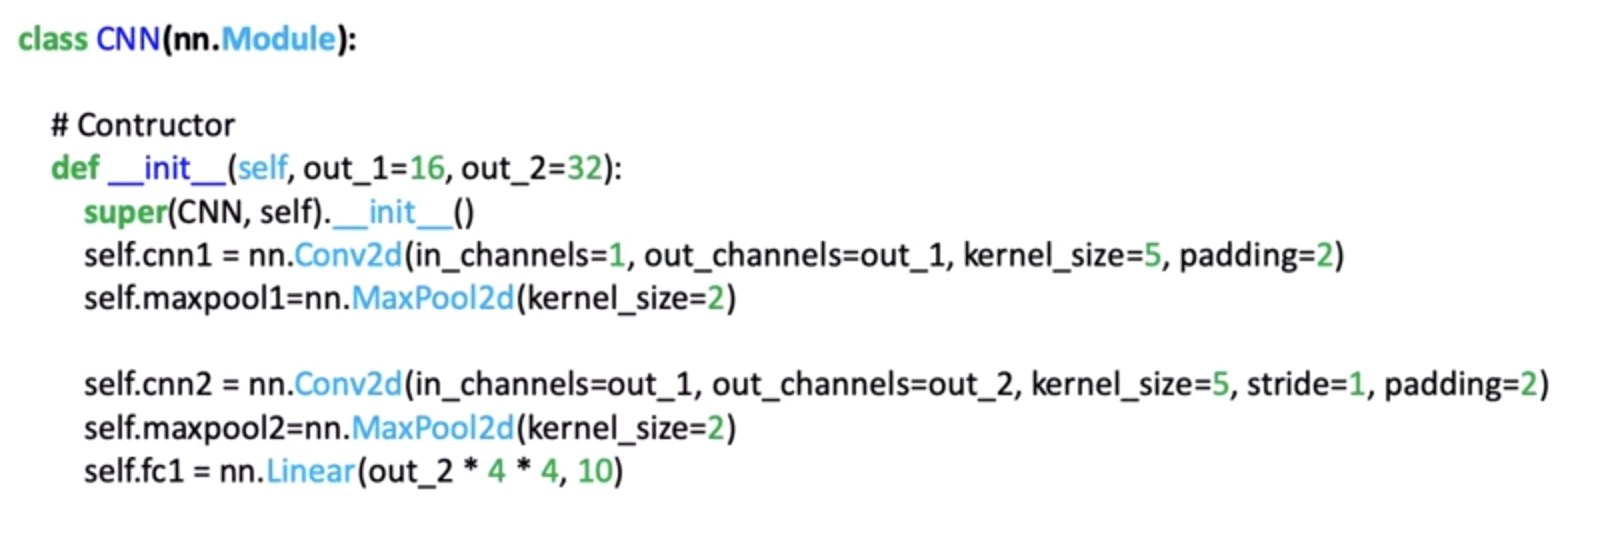 class CNN(nn.Module):
# Contructor
def __init__(self, out_1=16, out_2=32):
super(CNN, self).__init__()
self.cnn1 = nn.Conv2d(in_channels=1, out_channels=out_1, kernel_size=5, padding=2)
self.maxpool1=nn.MaxPool2d(kernel_size=2)
self.cnn2 = nn.Conv2d(in_channels=out_1, out_channels=out_2, kernel_size=5, stride=1, padding=2)
self.maxpool2=nn.MaxPool2d(kernel_size=2)
self.fc1 = nn.Linear(out_2 * 4 * 4, 10)